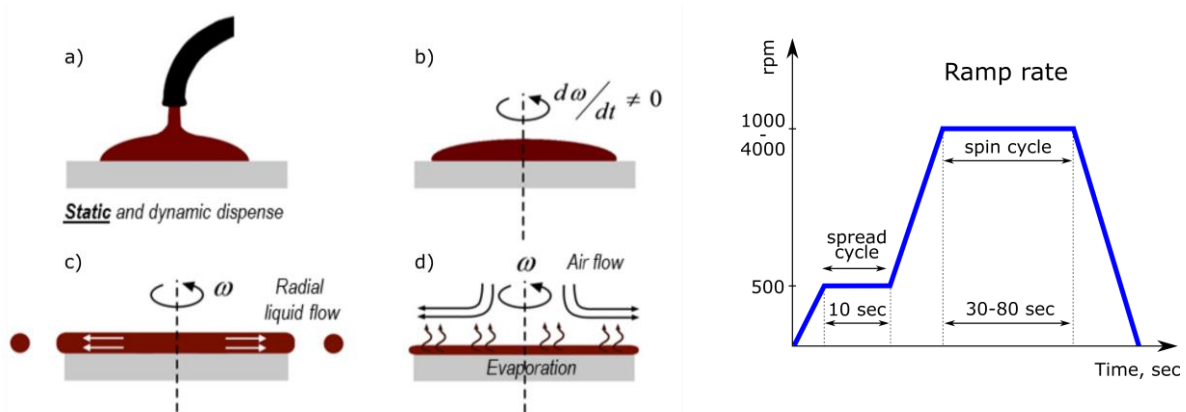 a)
Static and dynamic dispense
b)
dω/dt ≠ 0
c)
ω
Radial
liquid flow
d)
ω
Air flow
Evaporation
Ramp rate
rpm
1000
-
4000
spin cycle
spread
cycle
500
10 sec
30-80 sec
Time, sec